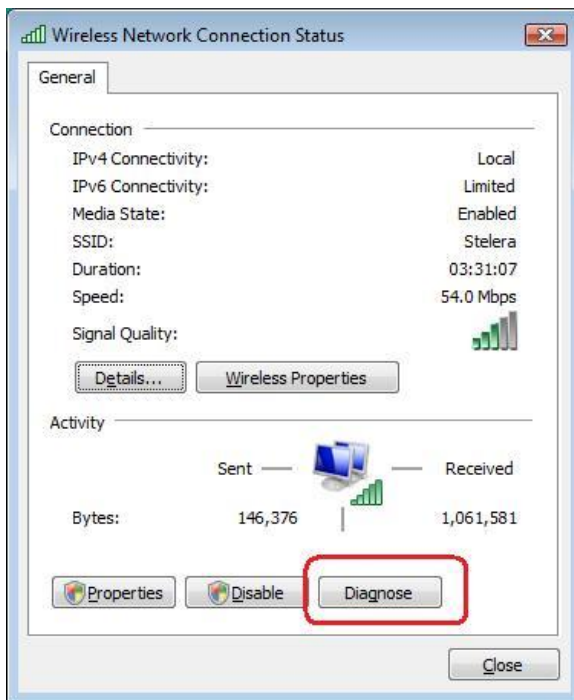 Wireless Network Connection Status
General
Connection
IPv4 Connectivity: Local
IPv6 Connectivity: Limited
Media State: Enabled
SSID: Stelera
Duration: 03:31:07
Speed: 54.0 Mbps
Signal Quality:
Details... Wireless Properties
Activity
Sent Received
Bytes: 146,376 1,061,581
Properties Disable Diagnose
Close